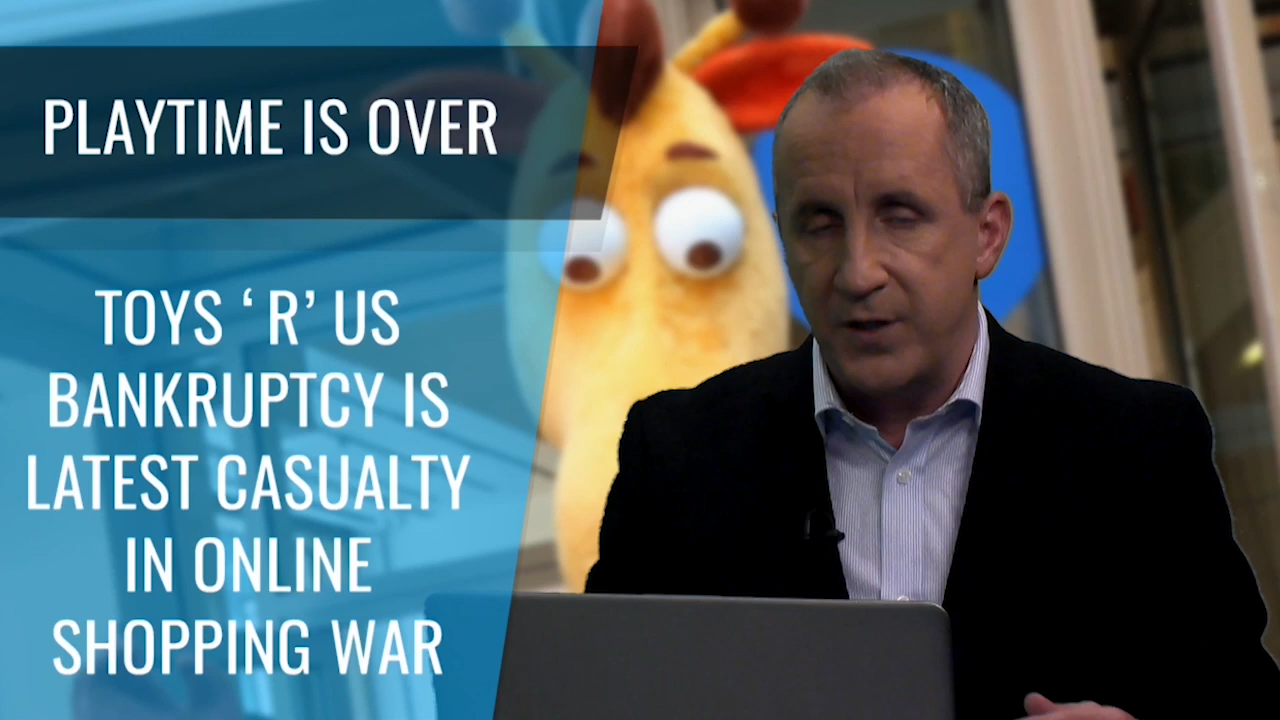 PLAYTIME IS OVER
TOYS ‘ R’ US
BANKRUPTCY IS
LATEST CASUALTY
IN ONLINE
SHOPPING WAR